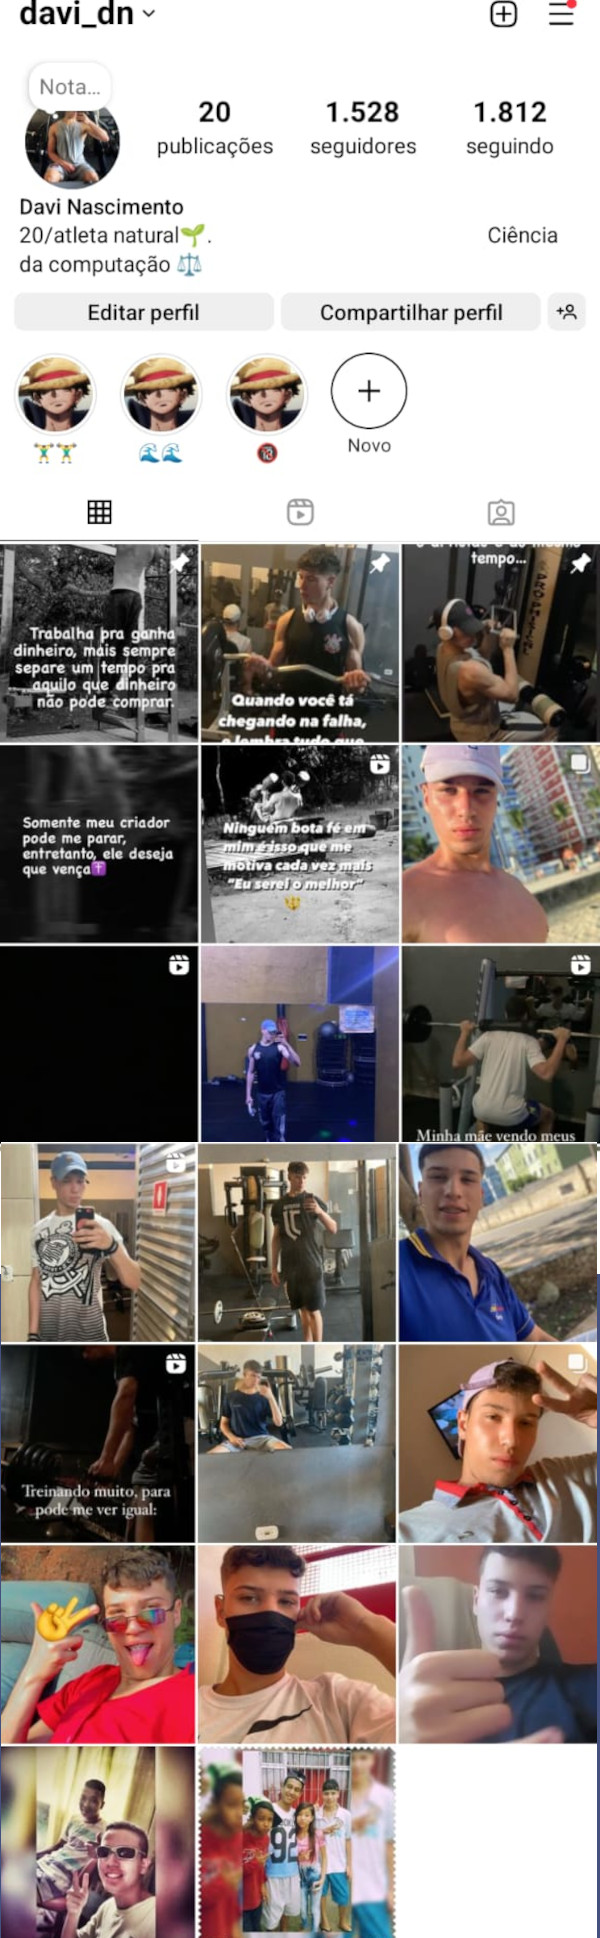 davi_dn
Nota...
20
1.528
1.812
publicações
seguidores
seguindo
Davi Nascimento
20/atleta natural🌱.
Ciência
da computação ⚖️
Editar perfil
Compartilhar perfil
🏋️🏋️
🌊🌊
🔞
Novo
Trabalha pra ganha
dinheiro, mais sempre
separe um tempo pra
aquilo que dinheiro
não pode comprar.
Quando você tá
chegando na falha,
e lembra tudo que
tempo...
Somente meu criador
pode me parar,
entretanto, ele deseja
que vença✝️
Ninguém bota fé em
mim é isso que me
motiva cada vez mais
"Eu serei o melhor"
Minha mãe vendo meus
Treinando muito, para
pode me ver igual:
92